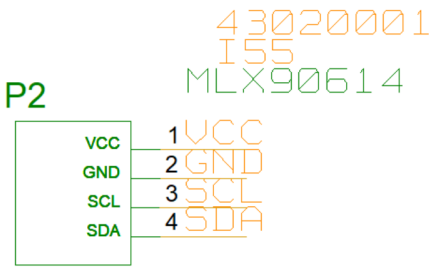 43020001
I55
MLX90614
P2
VCC 1 VCC
GND 2 GND
SCL 3 SCL
SDA 4 SDA